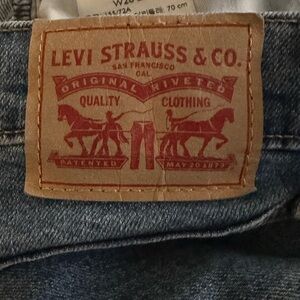 LEVI STRAUSS & CO.
SAN FRANCISCO
CAL
ORIGINAL RIVETED
QUALITY CLOTHING
PATENTED MAY 20 1873